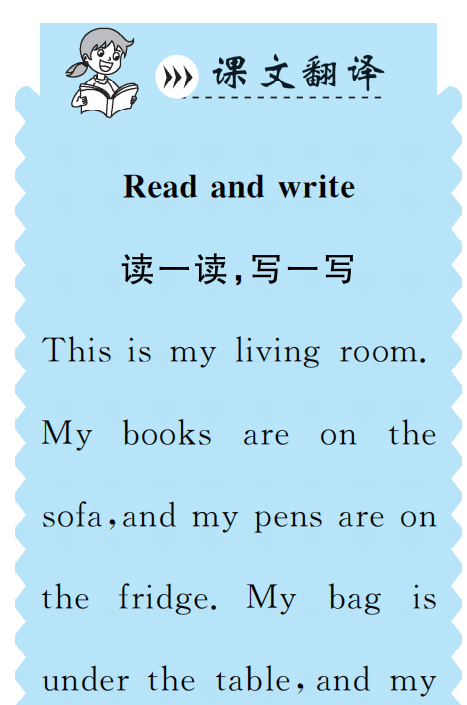 课文翻译
Read and write
读一读,写一写
This is my living room.
My books are on the
sofa,and my pens are on
the fridge. My bag is
under the table,and my